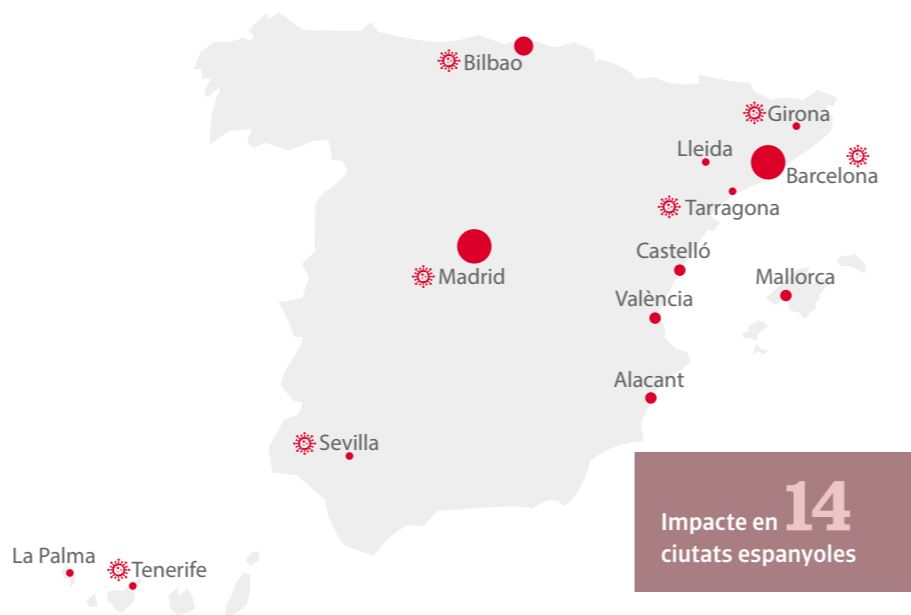 Bilbao
Girona
Lleida
Barcelona
Tarragona
Castelló
Madrid
Mallorca
València
Alacant
Sevilla
Impacte en 14
ciutats espanyoles
La Palma
Tenerife